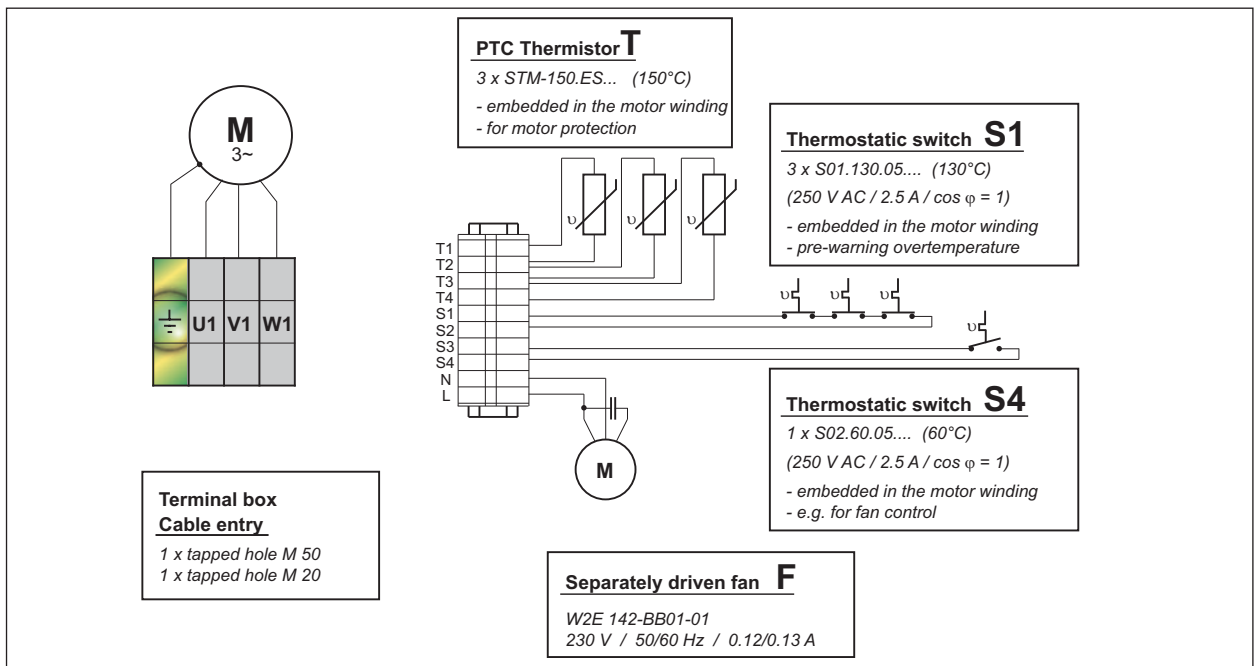 PTC Thermistor T
3 x STM-150.ES... (150°C)
- embedded in the motor winding
- for motor protection
M
3~
U1 V1 W1
Thermostatic switch S1
3 x S01.130.05.... (130°C)
(250 V AC / 2.5 A / cos φ = 1)
- embedded in the motor winding
- pre-warning overtemperature
υ υ υ
T1
T2
T3
T4
S1
S2
S3
S4
N
L
υ υ υ
υ
M
Thermostatic switch S4
1 x S02.60.05.... (60°C)
(250 V AC / 2.5 A / cos φ = 1)
- embedded in the motor winding
- e.g. for fan control
Terminal box
Cable entry
1 x tapped hole M 50
1 x tapped hole M 20
Separately driven fan F
W2E 142-BB01-01
230 V / 50/60 Hz / 0.12/0.13 A